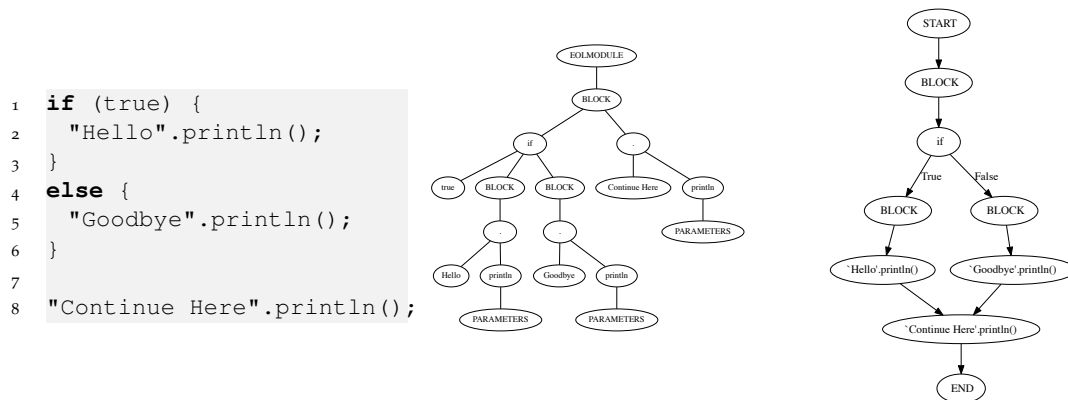 1 if (true) {
2 "Hello".println();
3 }
4 else {
5 "Goodbye".println();
6 }
7
8 "Continue Here".println();
EOLMODULE
BLOCK
if .
true BLOCK BLOCK Continue Here println
. . PARAMETERS
Hello println Goodbye println
PARAMETERS PARAMETERS
START
BLOCK
if
True False
BLOCK BLOCK
`Hello'.println() `Goodbye'.println()
`Continue Here'.println()
END